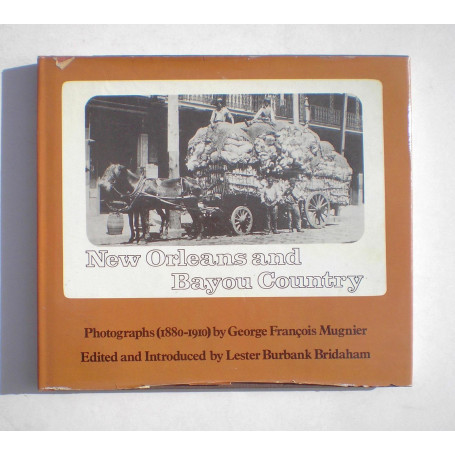 New Orleans and
Bayou Country
Photographs (1880-1910) by George François Mugnier
Edited and Introduced by Lester Burbank Bridaham